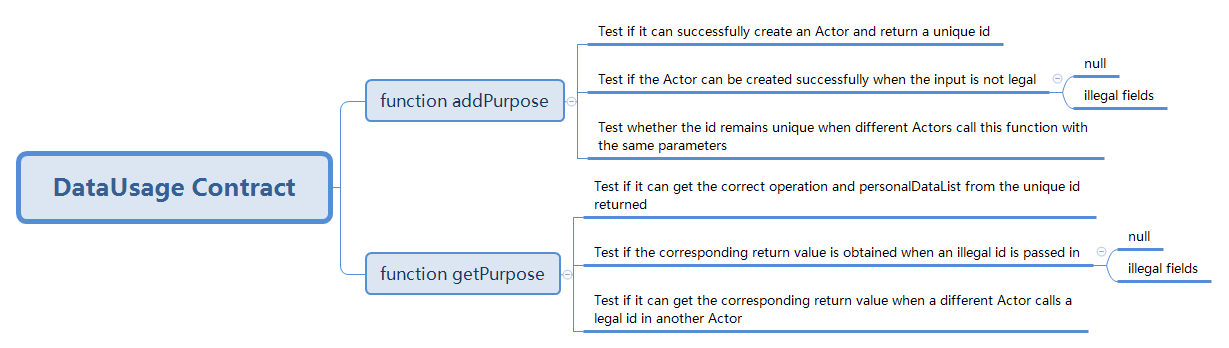 DataUsage Contract
function addPurpose
Test if it can successfully create an Actor and return a unique id
Test if the Actor can be created successfully when the input is not legal
null
illegal fields
Test whether the id remains unique when different Actors call this function with
the same parameters
function getPurpose
Test if it can get the correct operation and personalDataList from the unique id
returned
Test if the corresponding return value is obtained when an illegal id is passed in
null
illegal fields
Test if it can get the corresponding return value when a different Actor calls a
legal id in another Actor